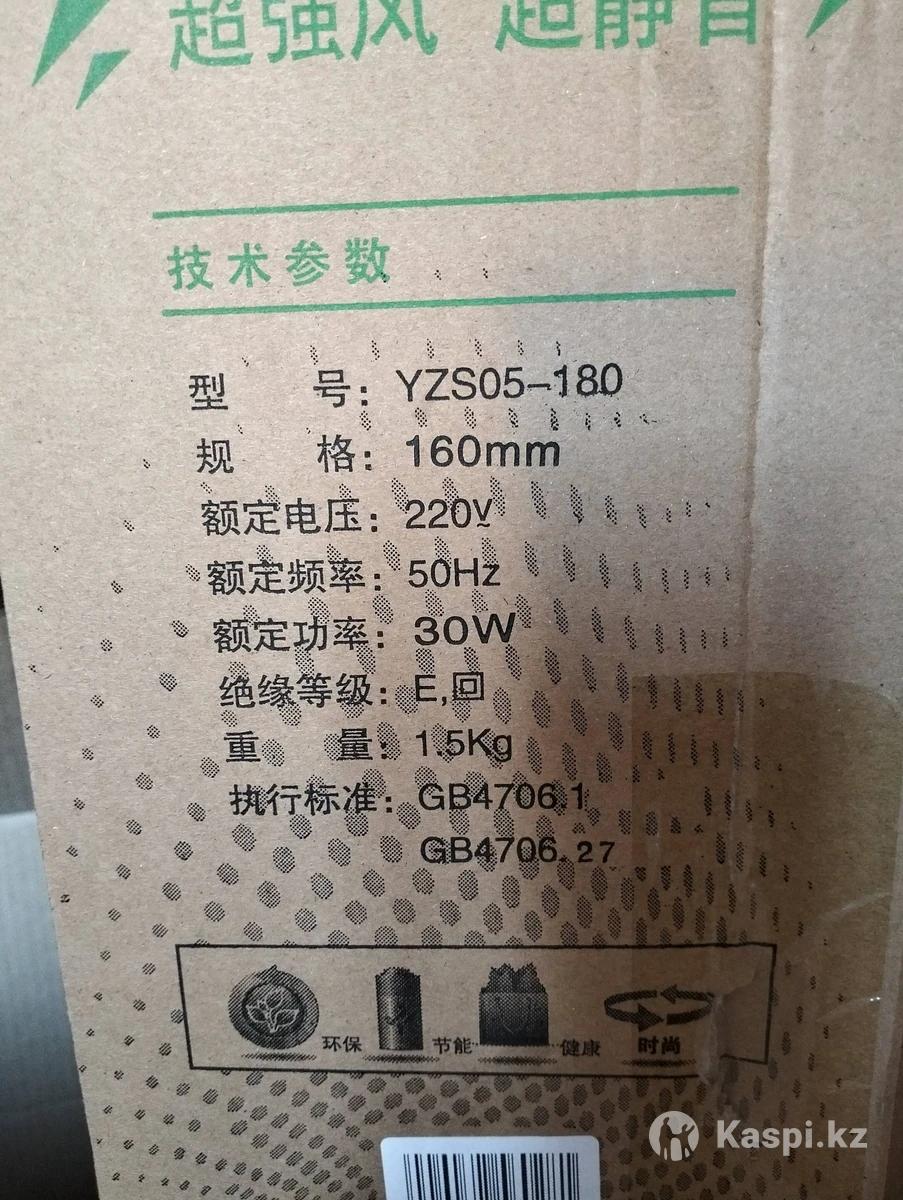 超强风 超静音
技术参数
型 号：YZS05-180
规 格：160mm
额定电压：220V~
额定频率：50Hz
额定功率：30W
绝缘等级：E,回
重 量：1.5Kg
执行标准：GB4706.1
GB4706.27
环保 节能 健康 时尚
Kaspi.kz